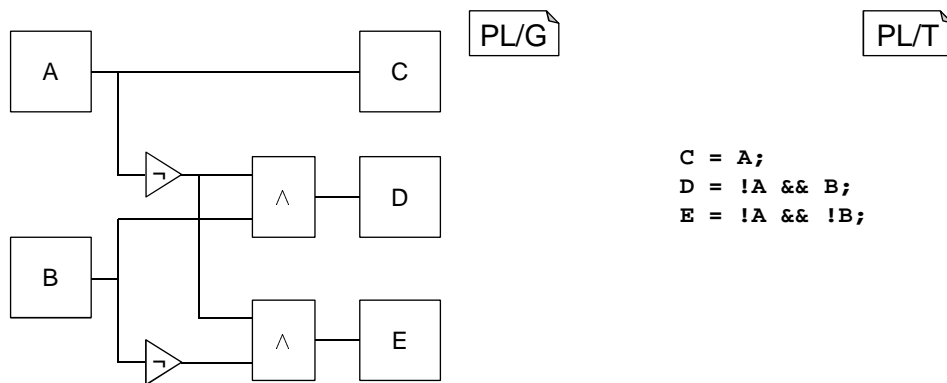 PL/G
PL/T
A
C
¬
∧
D
B
¬
∧
E
C = A;
D = !A && B;
E = !A && !B;